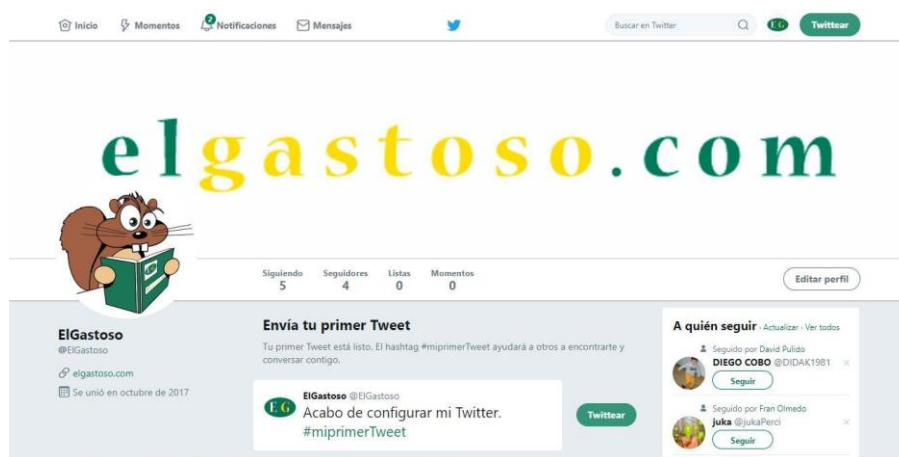 Inicio Momentos 2 Notificaciones Mensajes Buscar en Twitter EG Twittear
elgastoso.com
Siguiendo Seguidores Listas Momentos
5 4 0 0
Editar perfil
ElGastoso
@ElGastoso
elgastoso.com
Se unió en octubre de 2017
Envía tu primer Tweet
Tu primer Tweet está listo. El hashtag #miprimerTweet ayudará a otros a encontrarte y
conversar contigo.
EG ElGastoso @ElGastoso
Acabo de configurar mi Twitter.
#miprimerTweet
Twittear
A quién seguir · Actualizar · Ver todos
Seguido por David Pulido
DIEGO COBO @DIDAK1981
Seguir
Seguido por Fran Olmedo
juka @jukaPerci
Seguir